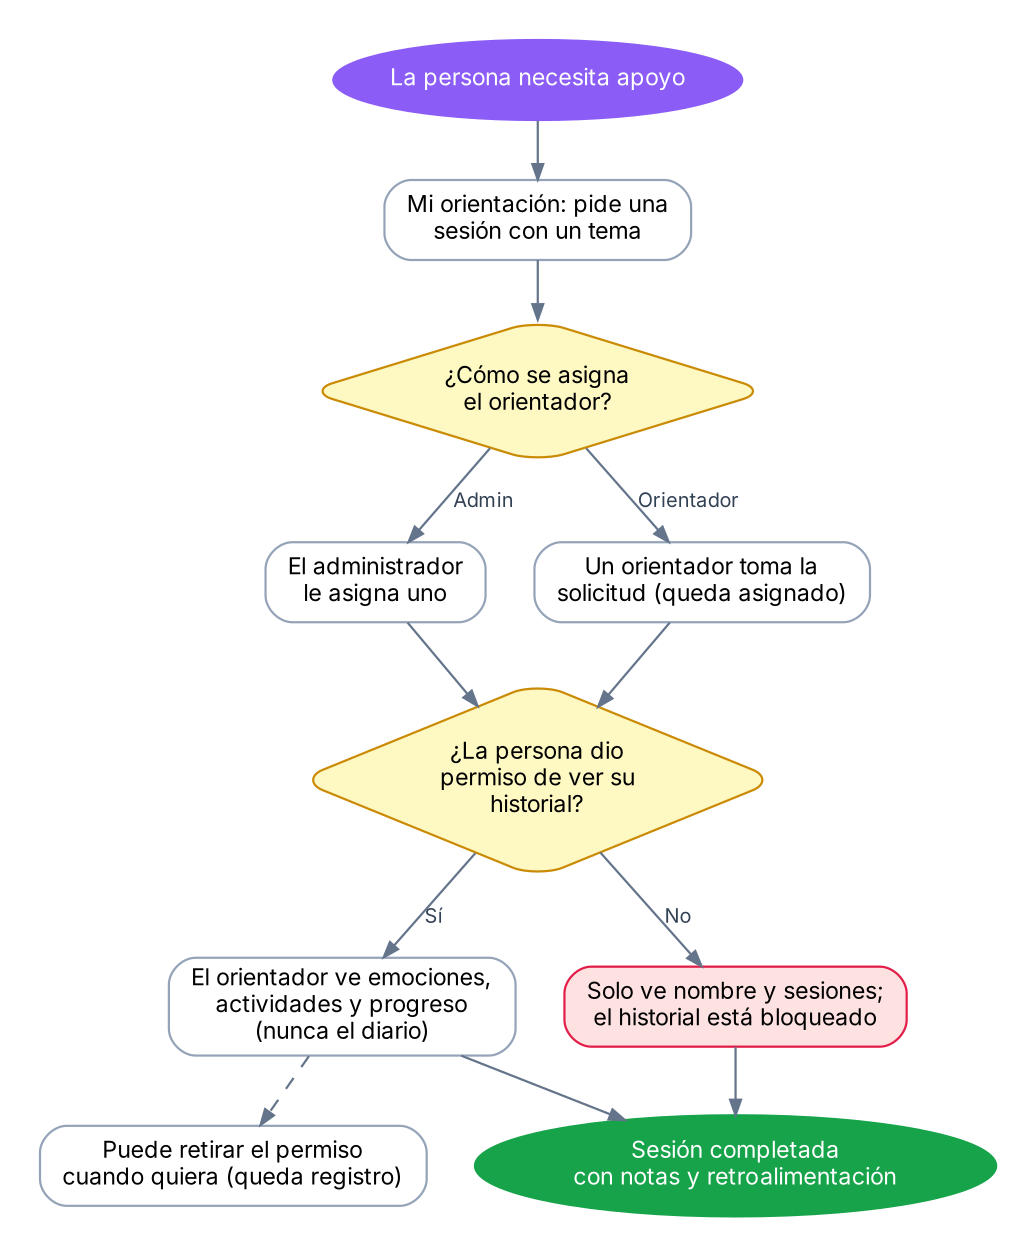 La persona necesita apoyo
Mi orientación: pide una
sesión con un tema
¿Cómo se asigna
el orientador?
Admin
Orientador
El administrador
le asigna uno
Un orientador toma la
solicitud (queda asignado)
¿La persona dio
permiso de ver su
historial?
Sí
No
El orientador ve emociones,
actividades y progreso
(nunca el diario)
Solo ve nombre y sesiones;
el historial está bloqueado
Puede retirar el permiso
cuando quiera (queda registro)
Sesión completada
con notas y retroalimentación